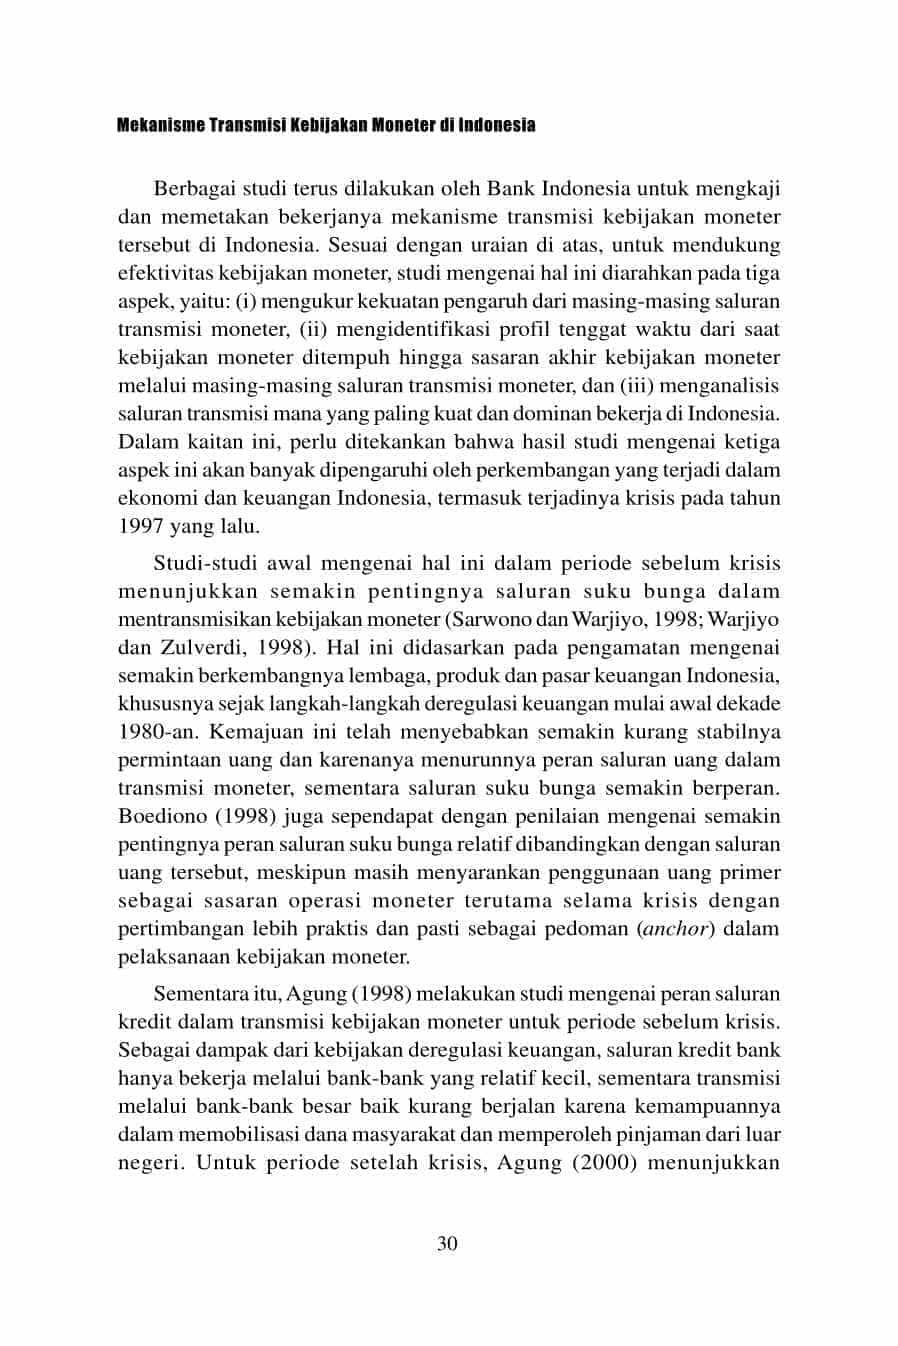 Mekanisme Transmisi Kebijakan Moneter di Indonesia
Berbagai studi terus dilakukan oleh Bank Indonesia untuk mengkaji
dan memetakan bekerjanya mekanisme transmisi kebijakan moneter
tersebut di Indonesia. Sesuai dengan uraian di atas, untuk mendukung
efektivitas kebijakan moneter, studi mengenai hal ini diarahkan pada tiga
aspek, yaitu: (i) mengukur kekuatan pengaruh dari masing-masing saluran
transmisi moneter, (ii) mengidentifikasi profil tenggat waktu dari saat
kebijakan moneter ditempuh hingga sasaran akhir kebijakan moneter
melalui masing-masing saluran transmisi moneter, dan (iii) menganalisis
saluran transmisi mana yang paling kuat dan dominan bekerja di Indonesia.
Dalam kaitan ini, perlu ditekankan bahwa hasil studi mengenai ketiga
aspek ini akan banyak dipengaruhi oleh perkembangan yang terjadi dalam
ekonomi dan keuangan Indonesia, termasuk terjadinya krisis pada tahun
1997 yang lalu.
Studi-studi awal mengenai hal ini dalam periode sebelum krisis
menunjukkan semakin pentingnya saluran suku bunga dalam
mentransmisikan kebijakan moneter (Sarwono dan Warjiyo, 1998; Warjiyo
dan Zulverdi, 1998). Hal ini didasarkan pada pengamatan mengenai
semakin berkembangnya lembaga, produk dan pasar keuangan Indonesia,
khususnya sejak langkah-langkah deregulasi keuangan mulai awal dekade
1980-an. Kemajuan ini telah menyebabkan semakin kurang stabilnya
permintaan uang dan karenanya menurunnya peran saluran uang dalam
transmisi moneter, sementara saluran suku bunga semakin berperan.
Boediono (1998) juga sependapat dengan penilaian mengenai semakin
pentingnya peran saluran suku bunga relatif dibandingkan dengan saluran
uang tersebut, meskipun masih menyarankan penggunaan uang primer
sebagai sasaran operasi moneter terutama selama krisis dengan
pertimbangan lebih praktis dan pasti sebagai pedoman (anchor) dalam
pelaksanaan kebijakan moneter.
Sementara itu, Agung (1998) melakukan studi mengenai peran saluran
kredit dalam transmisi kebijakan moneter untuk periode sebelum krisis.
Sebagai dampak dari kebijakan deregulasi keuangan, saluran kredit bank
hanya bekerja melalui bank-bank yang relatif kecil, sementara transmisi
melalui bank-bank besar baik kurang berjalan karena kemampuannya
dalam memobilisasi dana masyarakat dan memperoleh pinjaman dari luar
negeri. Untuk periode setelah krisis, Agung (2000) menunjukkan
30